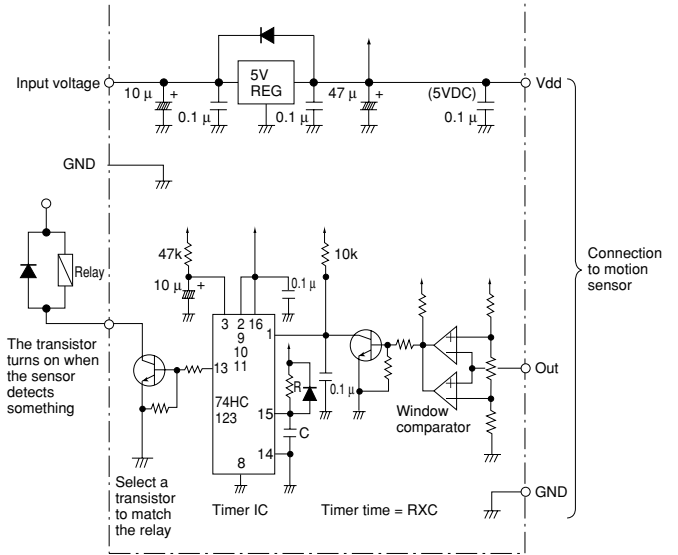 Input voltage
10 μ
+
0.1 μ
5V
REG
0.1 μ
47 μ
+
(5VDC)
0.1 μ
Vdd
GND
Relay
The transistor
turns on when
the sensor
detects
something
47k
10 μ
+
0.1 μ
10k
3
2
16
9
10
11
1
13
74HC
123
15
14
8
R
C
0.1 μ
+
+
Window
comparator
Out
Connection
to motion
sensor
GND
Select a
transistor
to match
the relay
Timer IC
Timer time = RXC